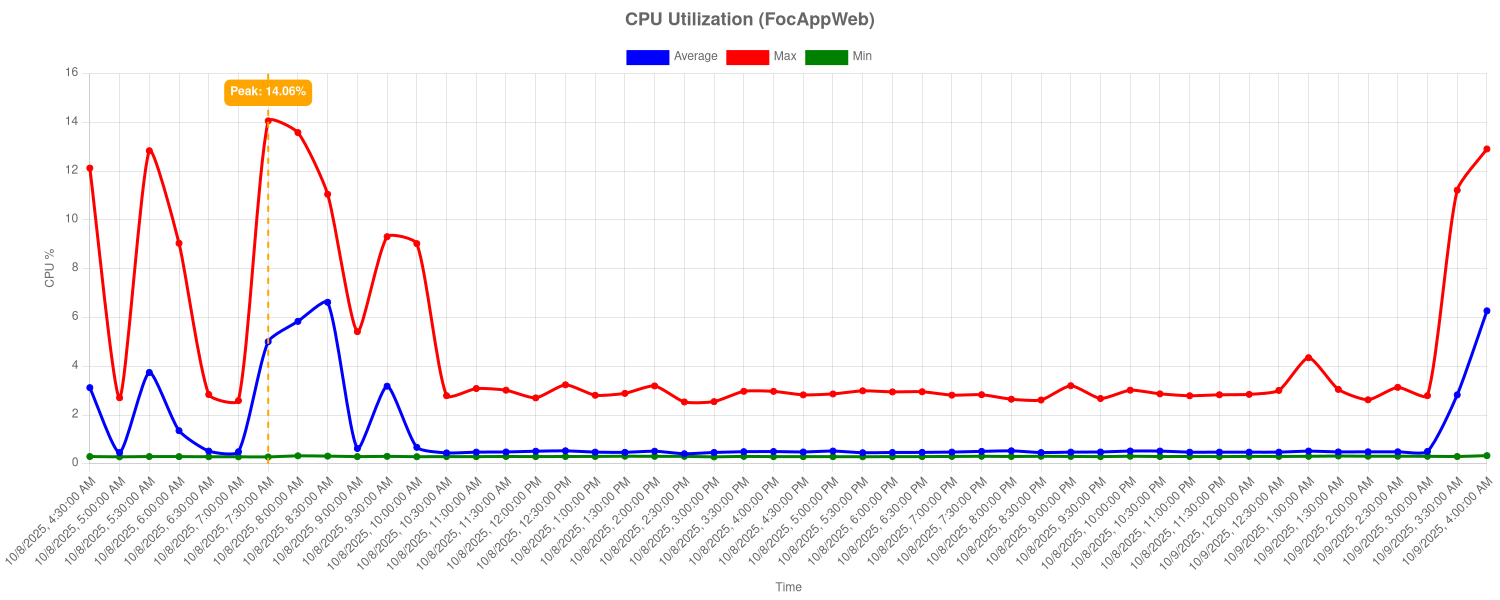 CPU Utilization (FocAppWeb)
Average Max Min
Peak: 14.06%
16
14
12
10
8
6
4
2
0
CPU %
10/8/2025, 4:30:00 AM
10/8/2025, 5:00:00 AM
10/8/2025, 5:30:00 AM
10/8/2025, 6:00:00 AM
10/8/2025, 6:30:00 AM
10/8/2025, 7:00:00 AM
10/8/2025, 7:30:00 AM
10/8/2025, 8:00:00 AM
10/8/2025, 8:30:00 AM
10/8/2025, 9:00:00 AM
10/8/2025, 9:30:00 AM
10/8/2025, 10:00:00 AM
10/8/2025, 10:30:00 AM
10/8/2025, 11:00:00 AM
10/8/2025, 11:30:00 AM
10/8/2025, 12:00:00 PM
10/8/2025, 12:30:00 PM
10/8/2025, 1:00:00 PM
10/8/2025, 1:30:00 PM
10/8/2025, 2:00:00 PM
10/8/2025, 2:30:00 PM
10/8/2025, 3:00:00 PM
10/8/2025, 3:30:00 PM
10/8/2025, 4:00:00 PM
10/8/2025, 4:30:00 PM
10/8/2025, 5:00:00 PM
10/8/2025, 5:30:00 PM
10/8/2025, 6:00:00 PM
10/8/2025, 6:30:00 PM
10/8/2025, 7:00:00 PM
10/8/2025, 7:30:00 PM
10/8/2025, 8:00:00 PM
10/8/2025, 8:30:00 PM
10/8/2025, 9:00:00 PM
10/8/2025, 9:30:00 PM
10/8/2025, 10:00:00 PM
10/8/2025, 10:30:00 PM
10/8/2025, 11:00:00 PM
10/8/2025, 11:30:00 PM
10/9/2025, 12:00:00 AM
10/9/2025, 12:30:00 AM
10/9/2025, 1:00:00 AM
10/9/2025, 1:30:00 AM
10/9/2025, 2:00:00 AM
10/9/2025, 2:30:00 AM
10/9/2025, 3:00:00 AM
10/9/2025, 3:30:00 AM
10/9/2025, 4:00:00 AM
Time